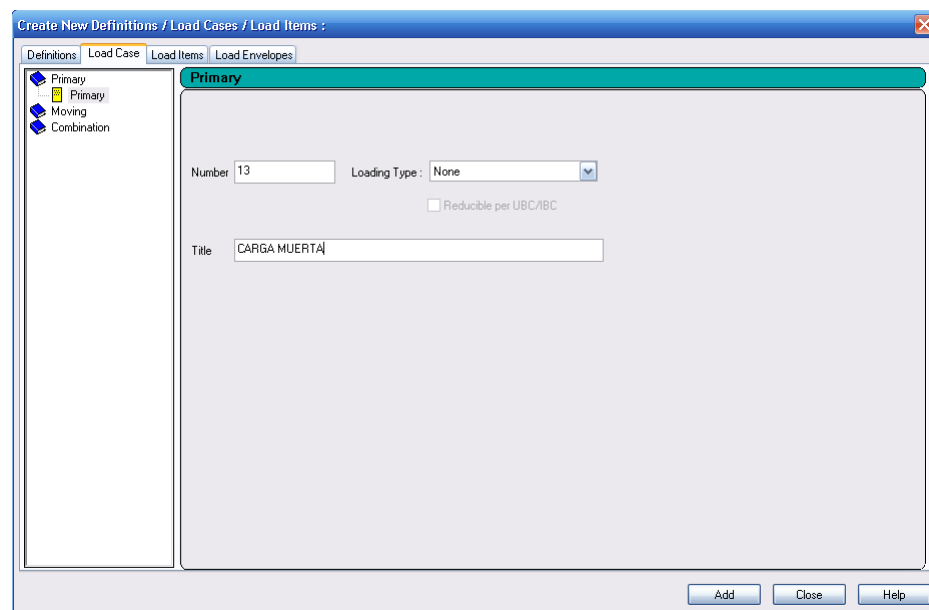 Create New Definitions / Load Cases / Load Items :
Definitions Load Case Load Items Load Envelopes
Primary
Primary
Moving
Combination
Primary
Number 13 Loading Type : None
Reducible per UBC/IBC
Title CARGA MUERTA
Add Close Help